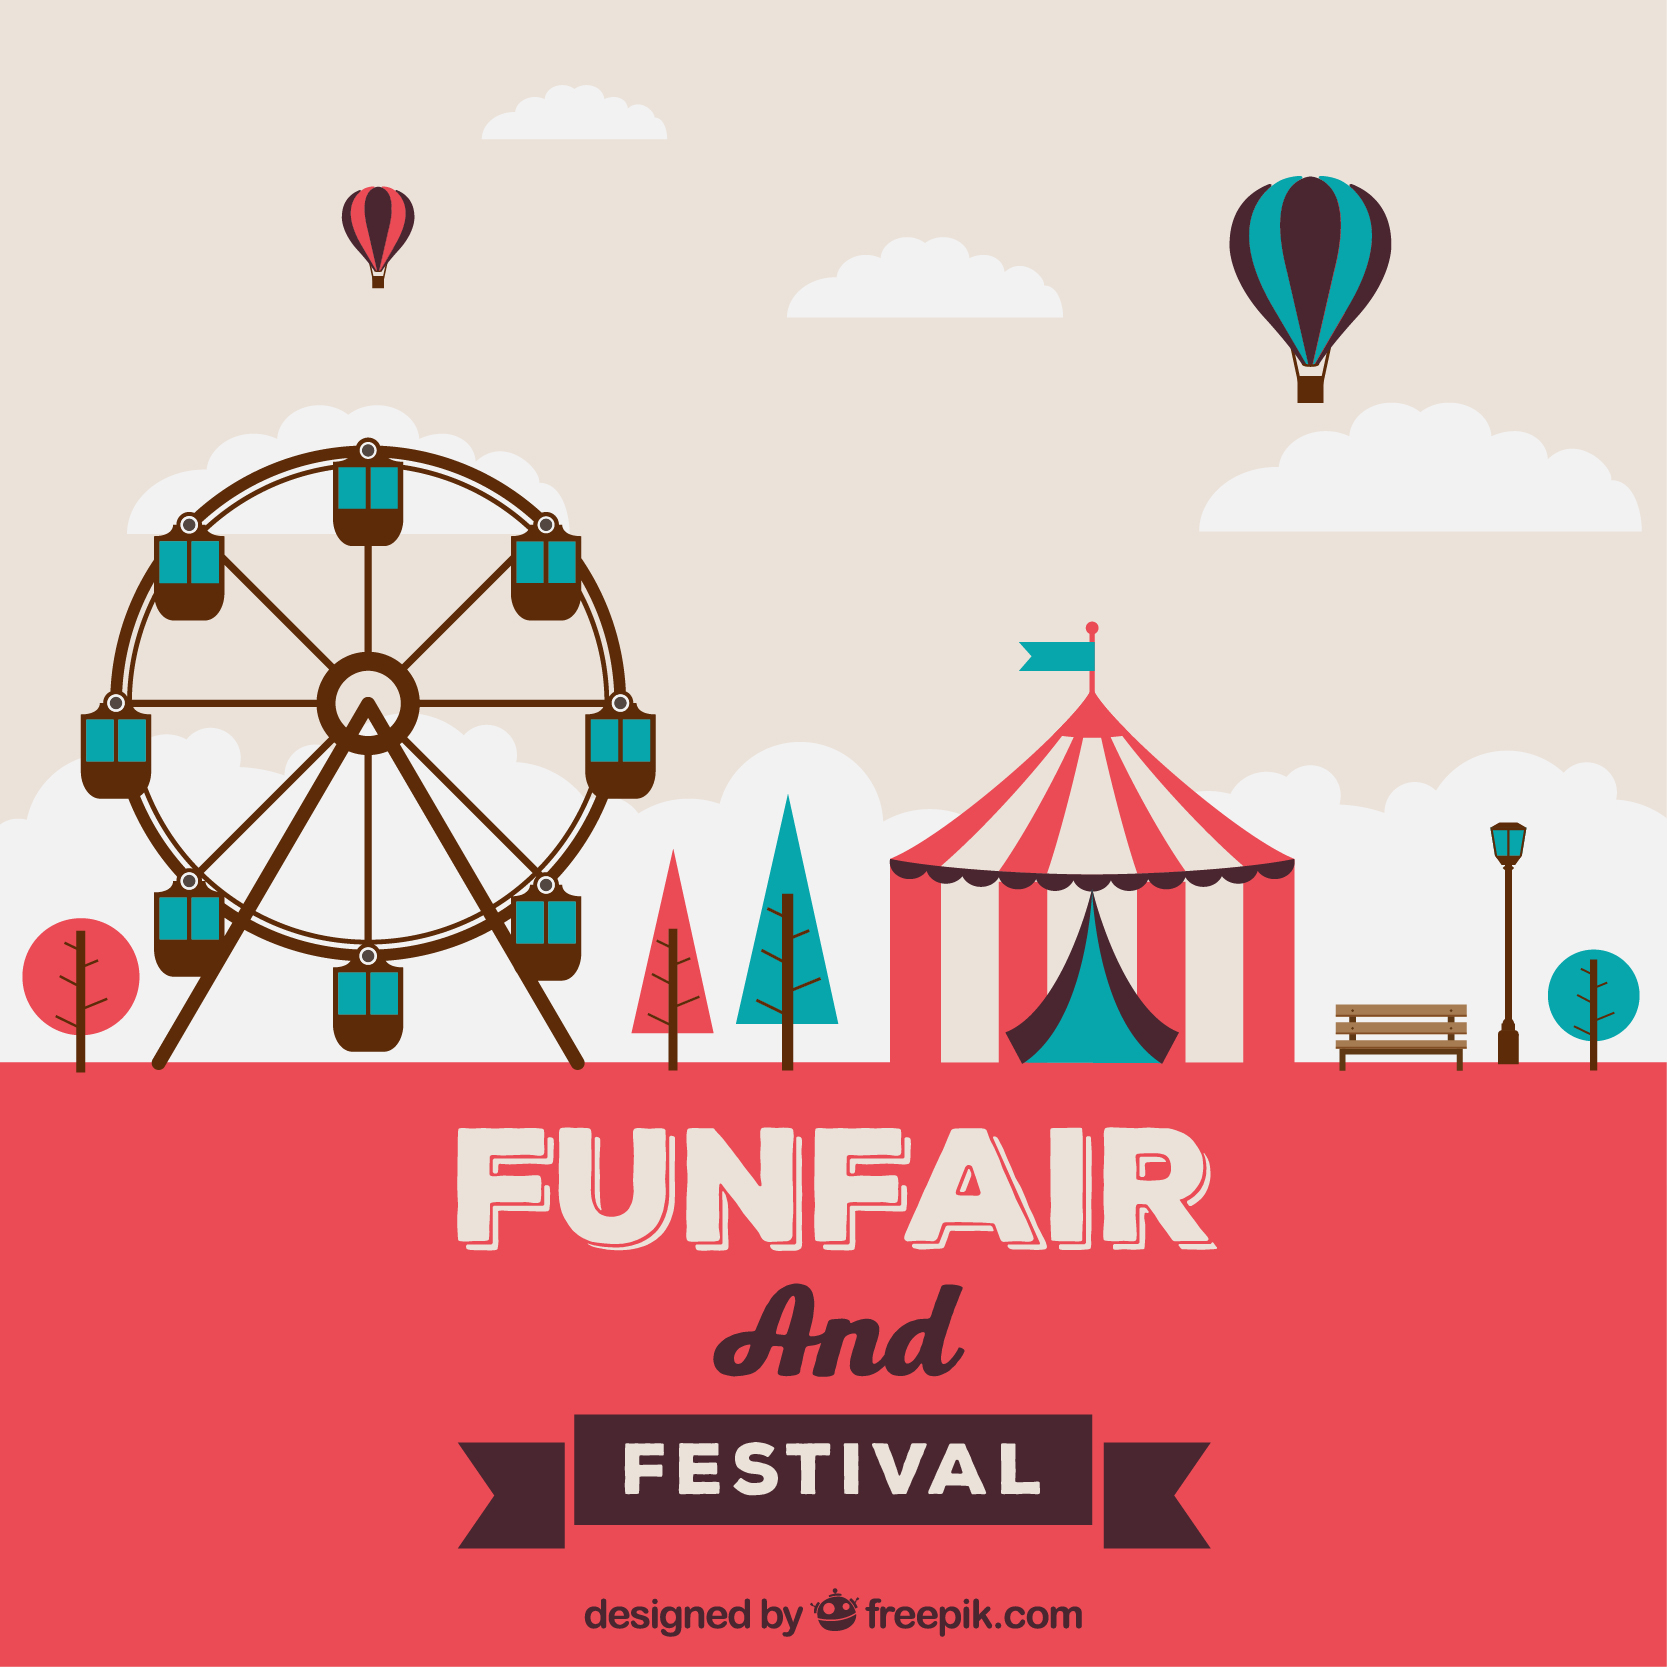 FUNFAIR
And
FESTIVAL
designed by freepik.com